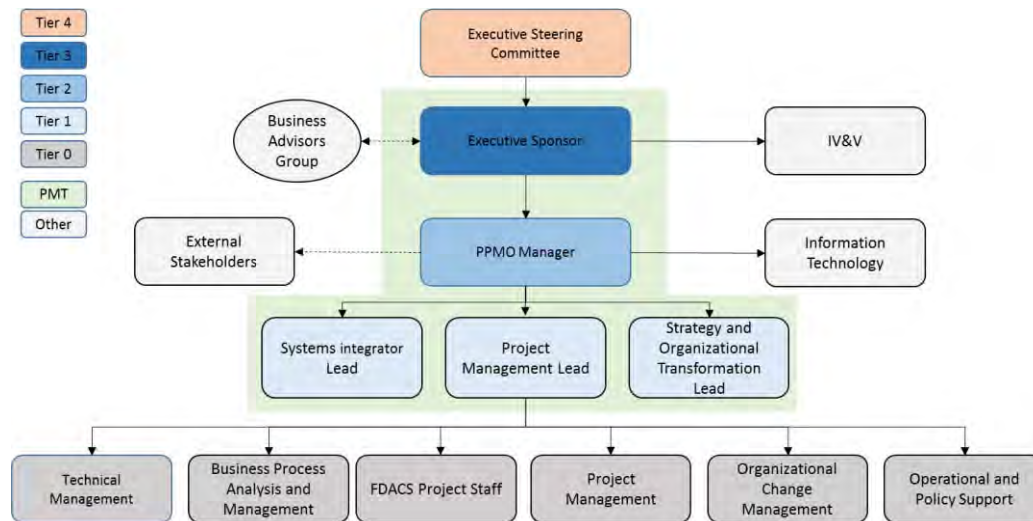 Tier 4
Tier 3
Tier 2
Tier 1
Tier 0
PMT
Other
Executive Steering
Committee
Business
Advisors
Group
Executive Sponsor
IV&V
External
Stakeholders
PPMO Manager
Information
Technology
Systems integrator
Lead
Project
Management Lead
Strategy and
Organizational
Transformation
Lead
Technical
Management
Business Process
Analysis and
Management
FDACS Project Staff
Project
Management
Organizational
Change
Management
Operational and
Policy Support